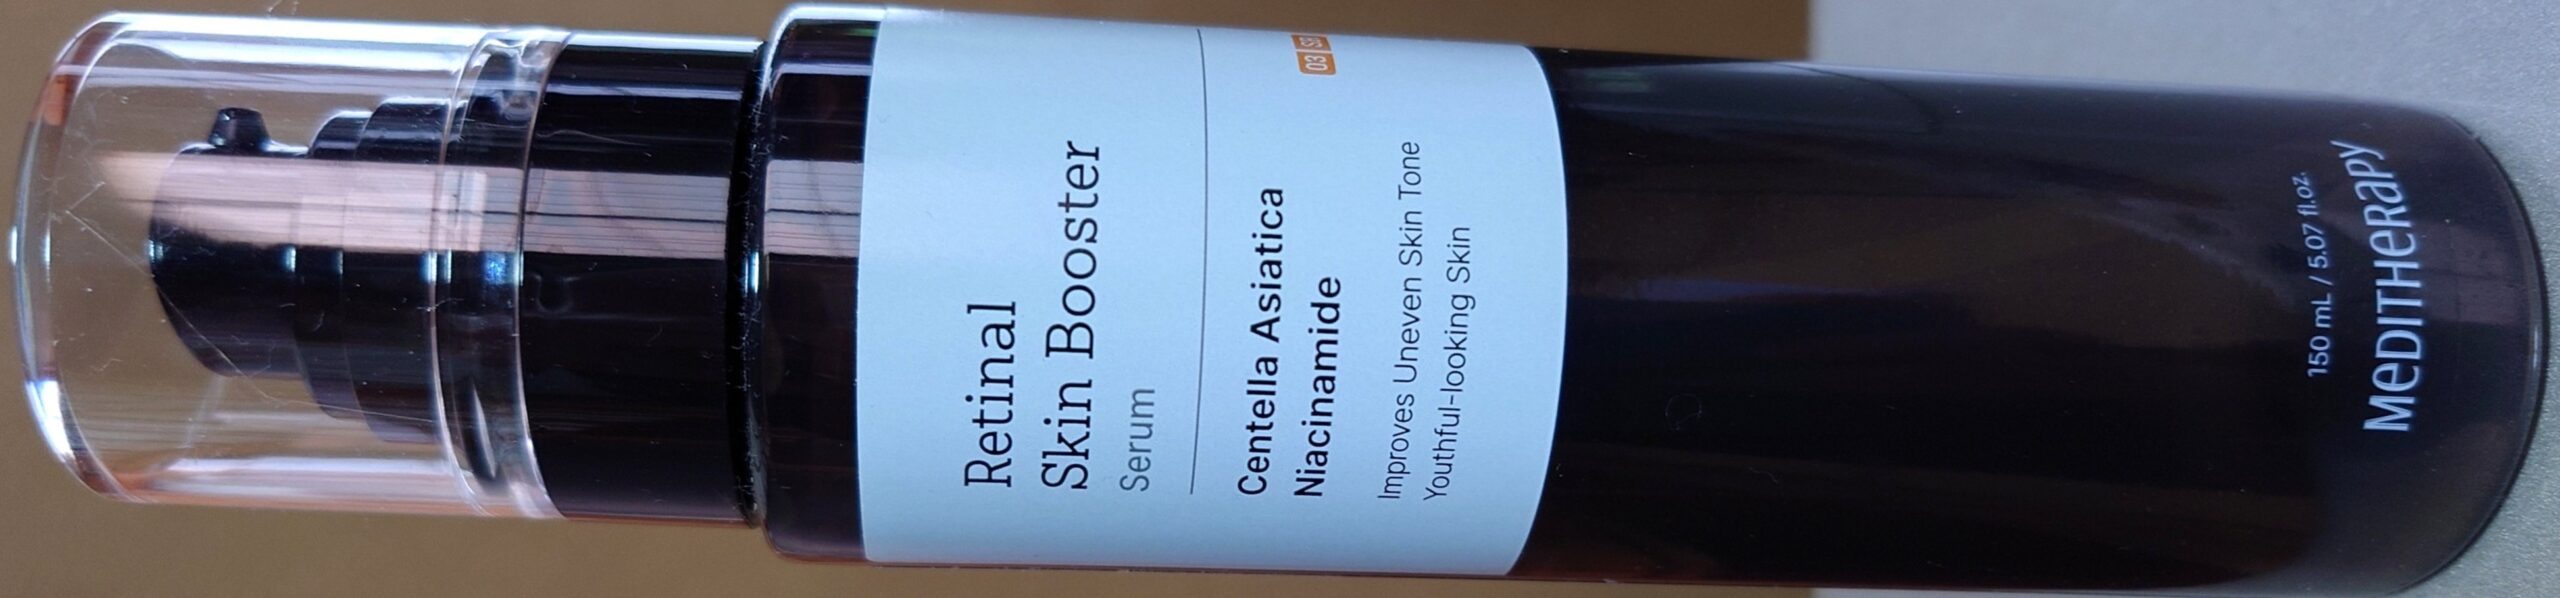 Retinal
Skin Booster
Serum
Centella Asiatica
Niacinamide
03
Improves Uneven Skin Tone
Youthful-looking Skin
150 mL / 5.07 fl.oz.
MEDITHERAPY